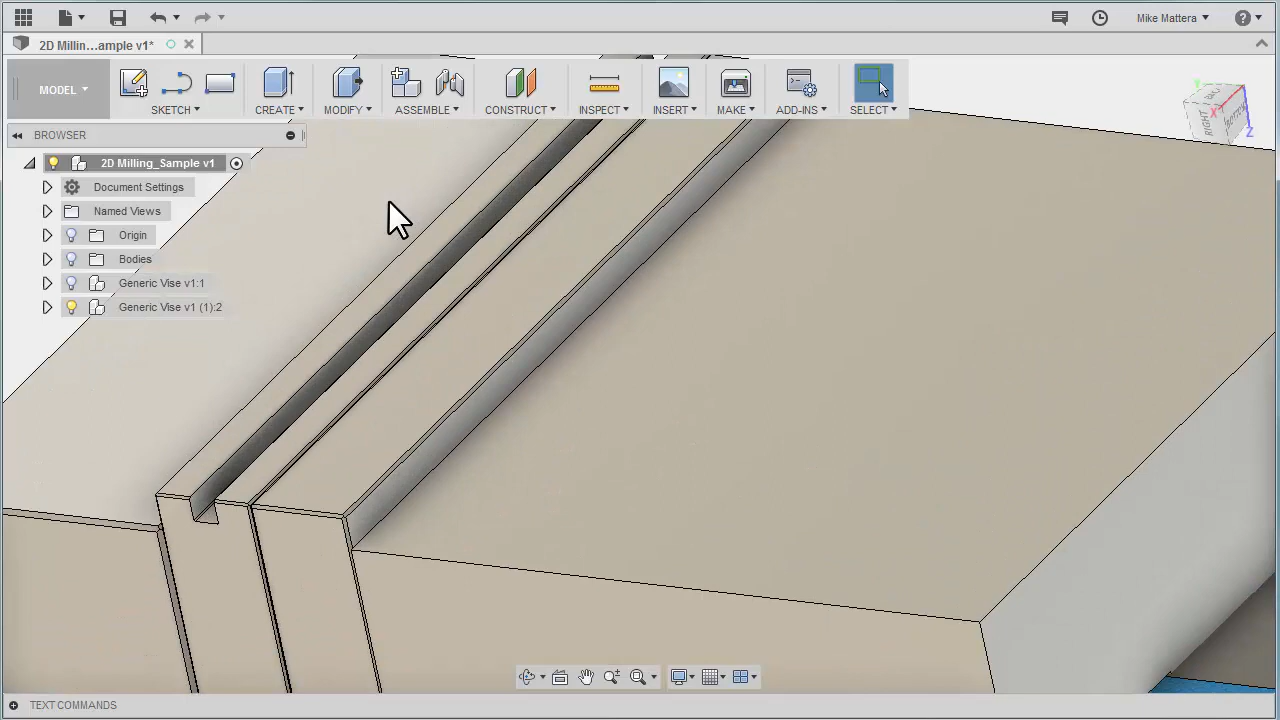 Mike Mattera
2D Millin...ample v1*
MODEL
SKETCH
CREATE
MODIFY
ASSEMBLE
CONSTRUCT
INSPECT
INSERT
MAKE
ADD-INS
SELECT
BROWSER
2D Milling_Sample v1
Document Settings
Named Views
Origin
Bodies
Generic Vise v1:1
Generic Vise v1 (1):2
RIGHT
X
Y
Z
TEXT COMMANDS